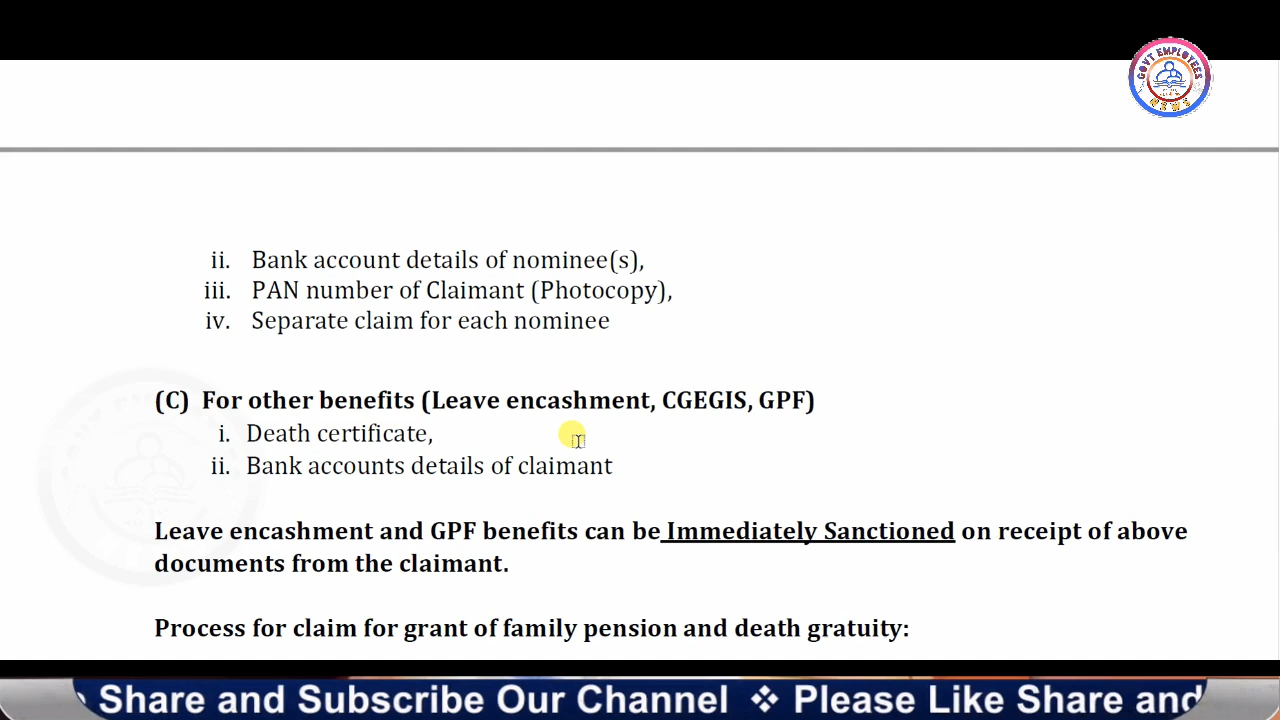 GOVT EMPLOYEES
NEWS
ii. Bank account details of nominee(s),
iii. PAN number of Claimant (Photocopy),
iv. Separate claim for each nominee
(C) For other benefits (Leave encashment, CGEGIS, GPF)
i. Death certificate,
ii. Bank accounts details of claimant
Leave encashment and GPF benefits can be Immediately Sanctioned on receipt of above
documents from the claimant.
Process for claim for grant of family pension and death gratuity:
Share and Subscribe Our Channel ❖ Please Like Share and